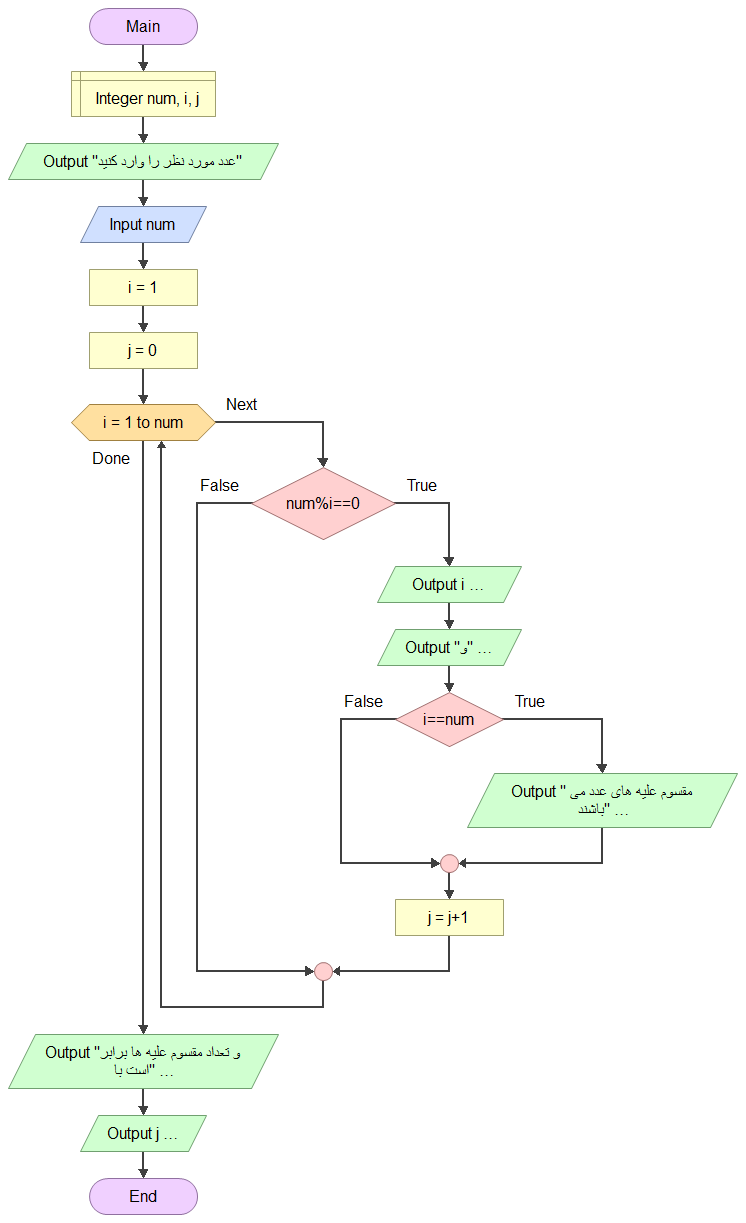 Main
Integer num, i, j
Output "عدد مورد نظر را وارد کنید"
Input num
i = 1
j = 0
i = 1 to num
Next
Done
num%i==0
False
True
Output i ...
Output "و" ...
i==num
False
True
Output " مقسوم علیه های عدد می
باشند" ...
j = j+1
Output "و تعداد مقسوم علیه ها برابر
است با" ...
Output j ...
End